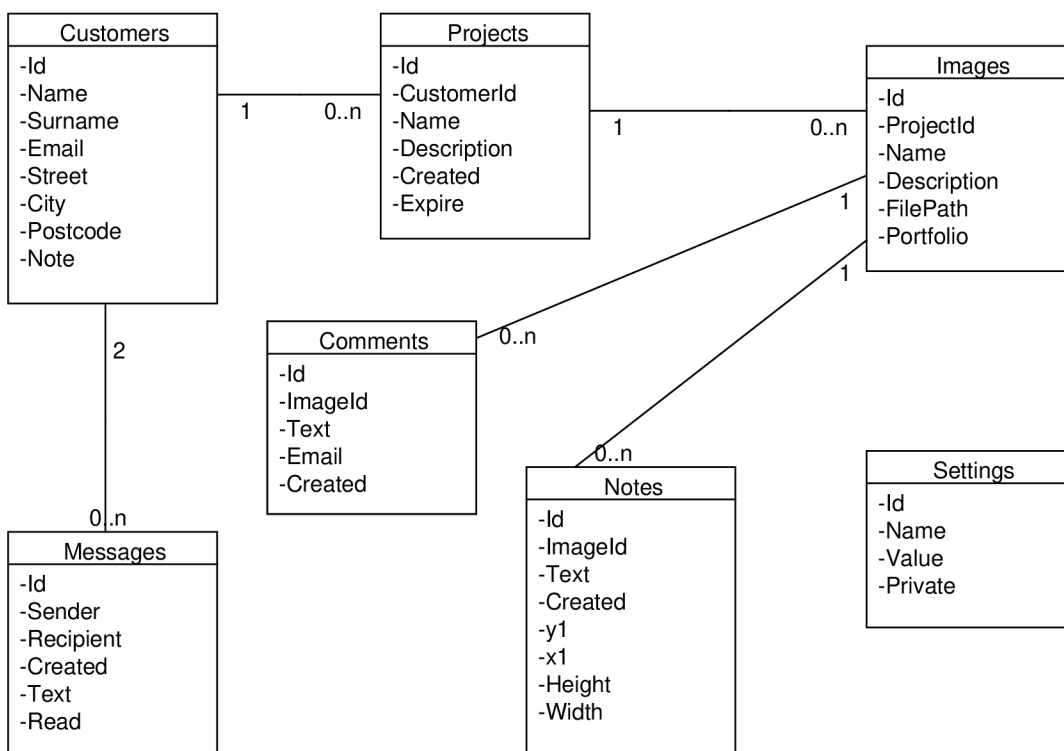 Customers
-Id
-Name
-Surname
-Email
-Street
-City
-Postcode
-Note
1
0..n
Projects
-Id
-CustomerId
-Name
-Description
-Created
-Expire
1
0..n
Images
-Id
-ProjectId
-Name
-Description
-FilePath
-Portfolio
1
1
2
0..n
0..n
0..n
Comments
-Id
-ImageId
-Text
-Email
-Created
Notes
-Id
-ImageId
-Text
-Created
-y1
-x1
-Height
-Width
Settings
-Id
-Name
-Value
-Private
Messages
-Id
-Sender
-Recipient
-Created
-Text
-Read